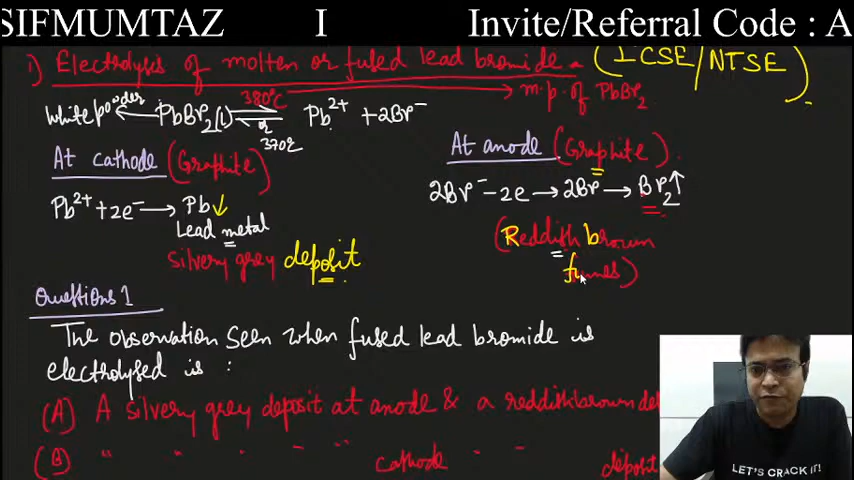 SIFMUMTAZ I Invite/Referral Code : A
1) Electrolyses of molten or fused lead bromide - (ICSE/NTSE)
→ m.p. of PbBr2
White powder ← PbBr2(l) ⇌ Pb2+ + 2Br-
380°C
or
370°C
At cathode (Graphite)
Pb2+ + 2e- → Pb ↓
Lead metal
silvery grey deposit
At anode (Graphite).
2Br- - 2e → 2Br → Br2↑
(Reddish brown
fumes)
Questions 1
The observation seen when fused lead bromide is
electrolysed is :
(A) A silvery grey deposit at anode & a reddish brown de
(B) " " " " " cathode " " deposit
LET'S CRACK IT!